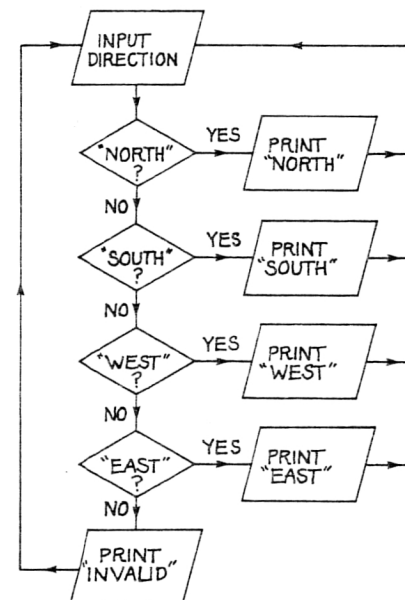 INPUT
DIRECTION
"NORTH"
?
YES
PRINT
"NORTH"
NO
"SOUTH"
?
YES
PRINT
"SOUTH"
NO
"WEST"
?
YES
PRINT
"WEST"
NO
"EAST"
?
YES
PRINT
"EAST"
NO
PRINT
"INVALID"